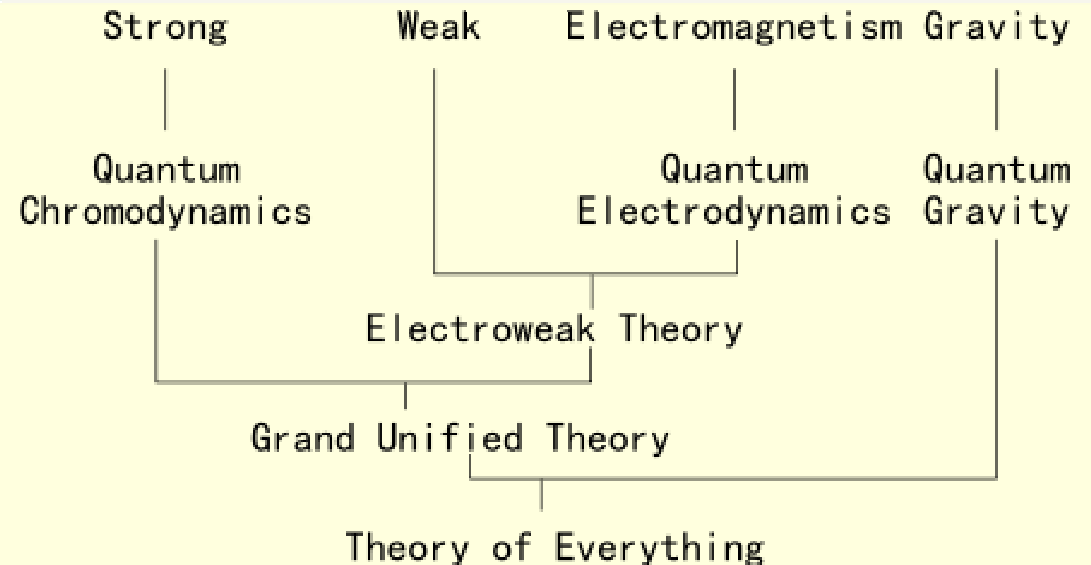 Strong Weak Electromagnetism Gravity
Quantum Chromodynamics
Quantum Electrodynamics
Quantum Gravity
Electroweak Theory
Grand Unified Theory
Theory of Everything